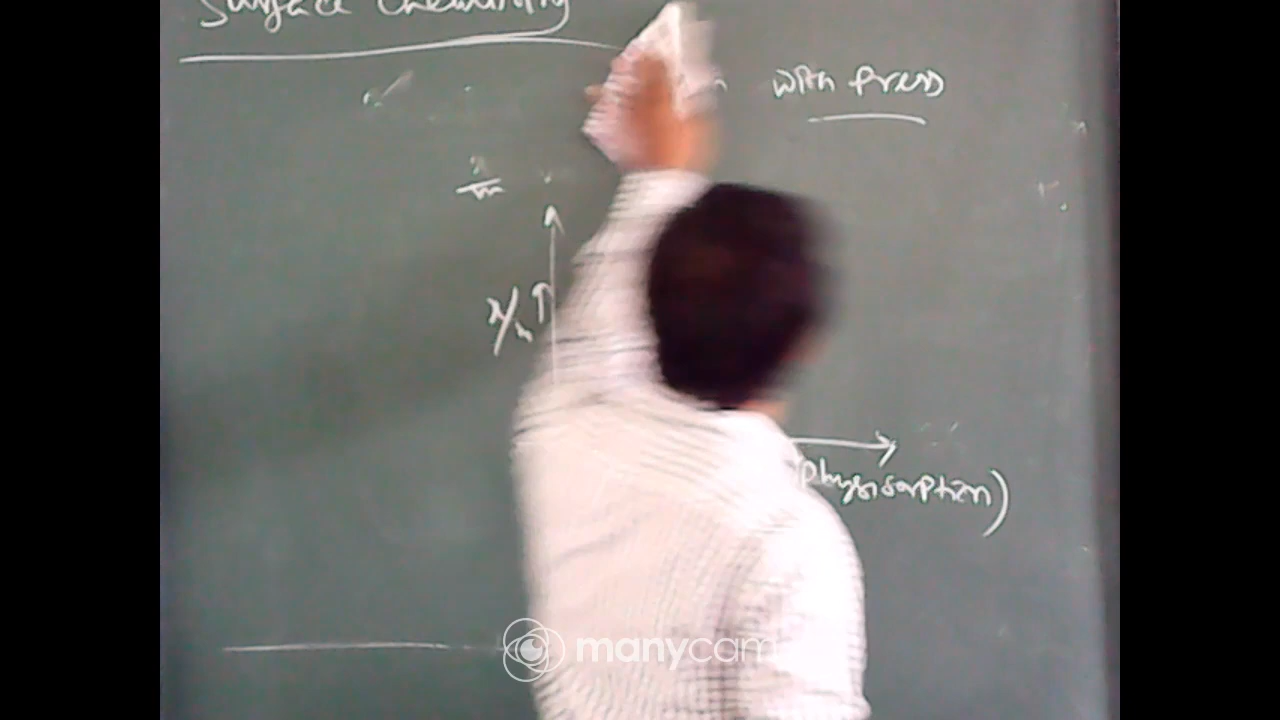 Surface Chemistry
with Press
x/m
x/m ↑
(physisorption)
manycam